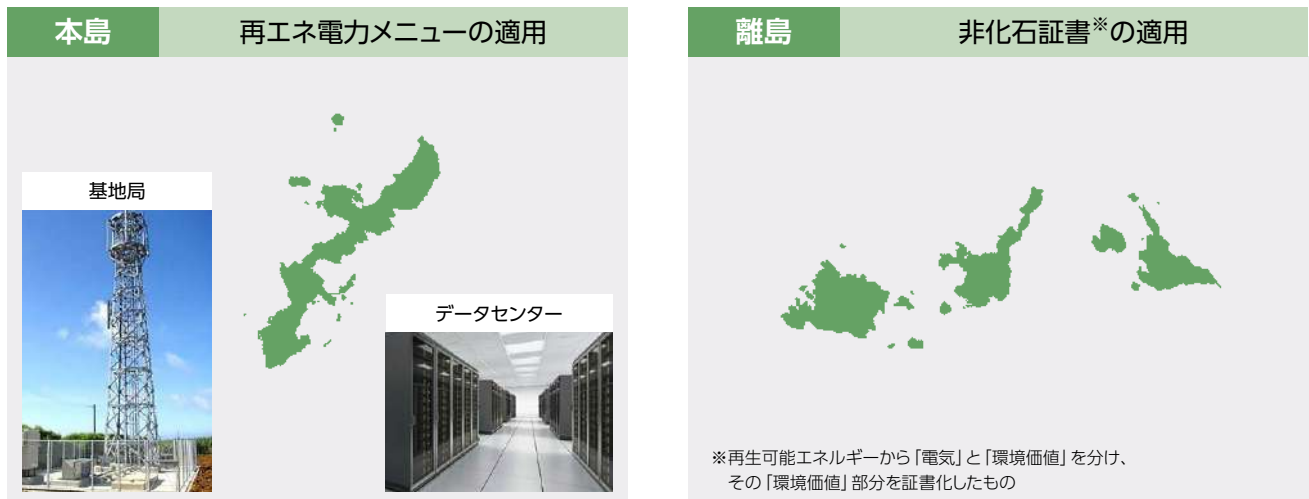 本島
再エネ電力メニューの適用
基地局
データセンター
離島
非化石証書※の適用
※再生可能エネルギーから「電気」と「環境価値」を分け、
その「環境価値」部分を証書化したもの